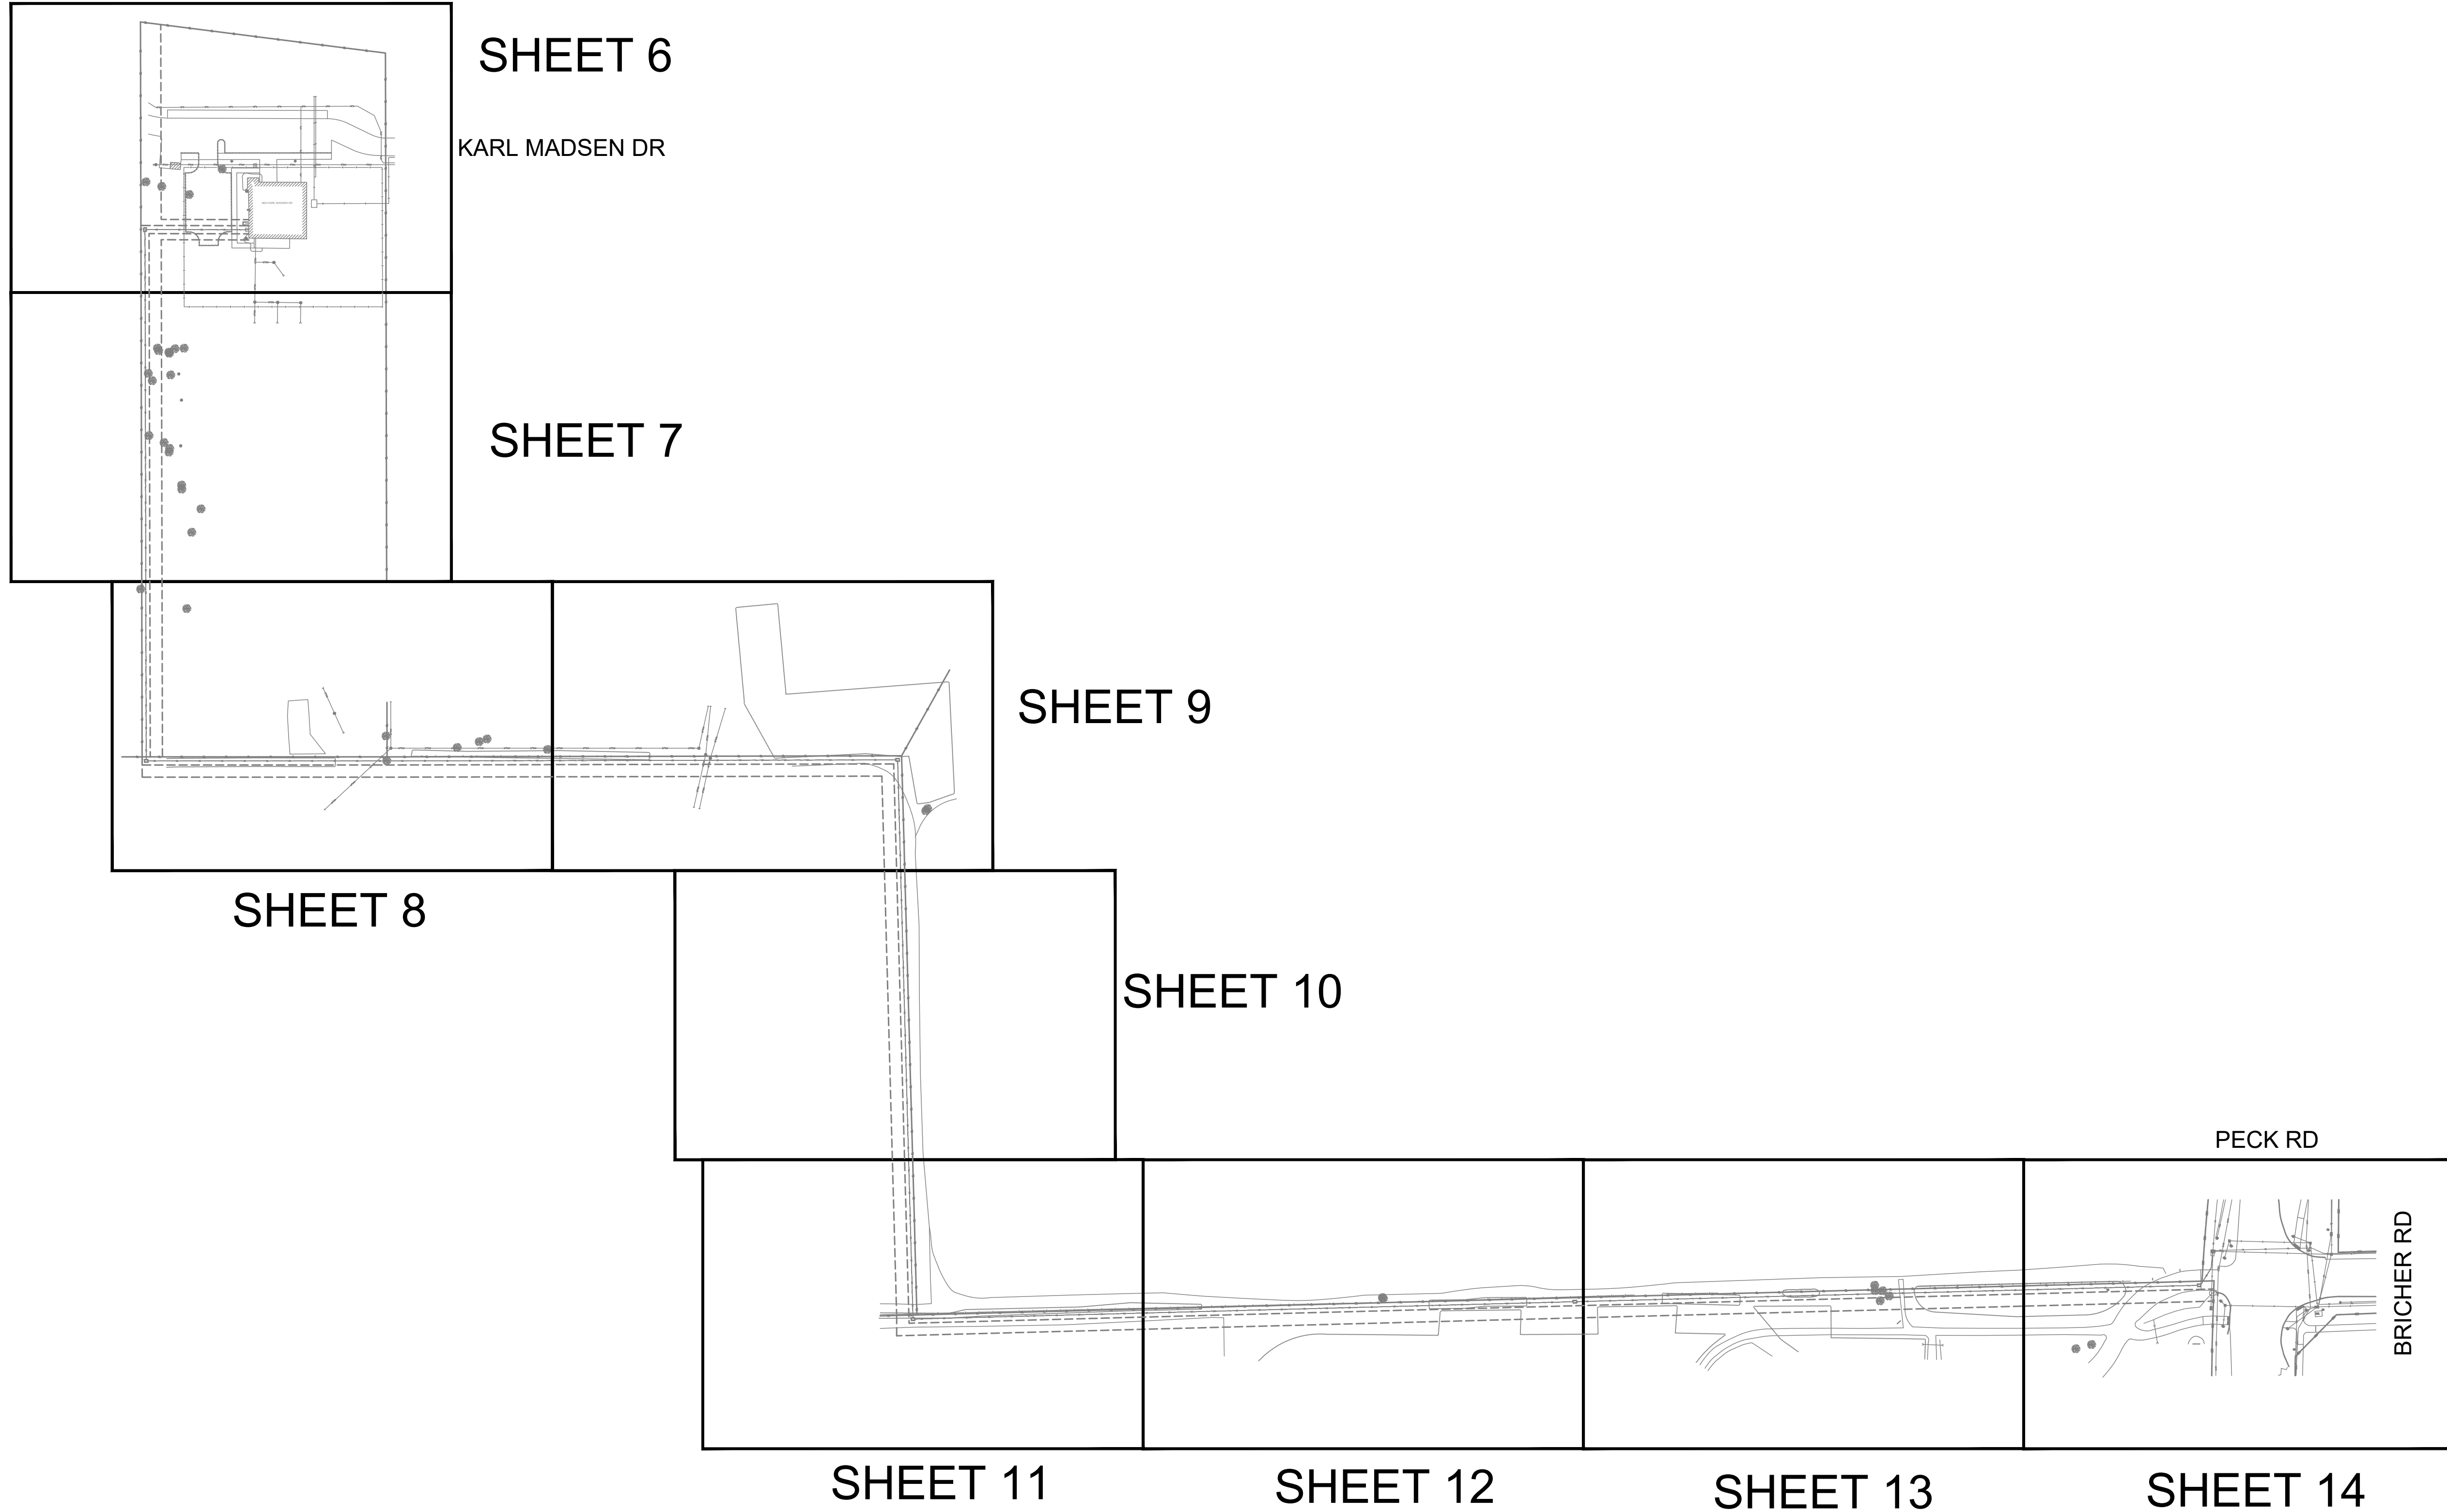 SHEET 6
KARL MADSEN DR
SHEET 7
SHEET 9
SHEET 8
SHEET 10
PECK RD
BRICHER RD
SHEET 11
SHEET 12
SHEET 13
SHEET 14